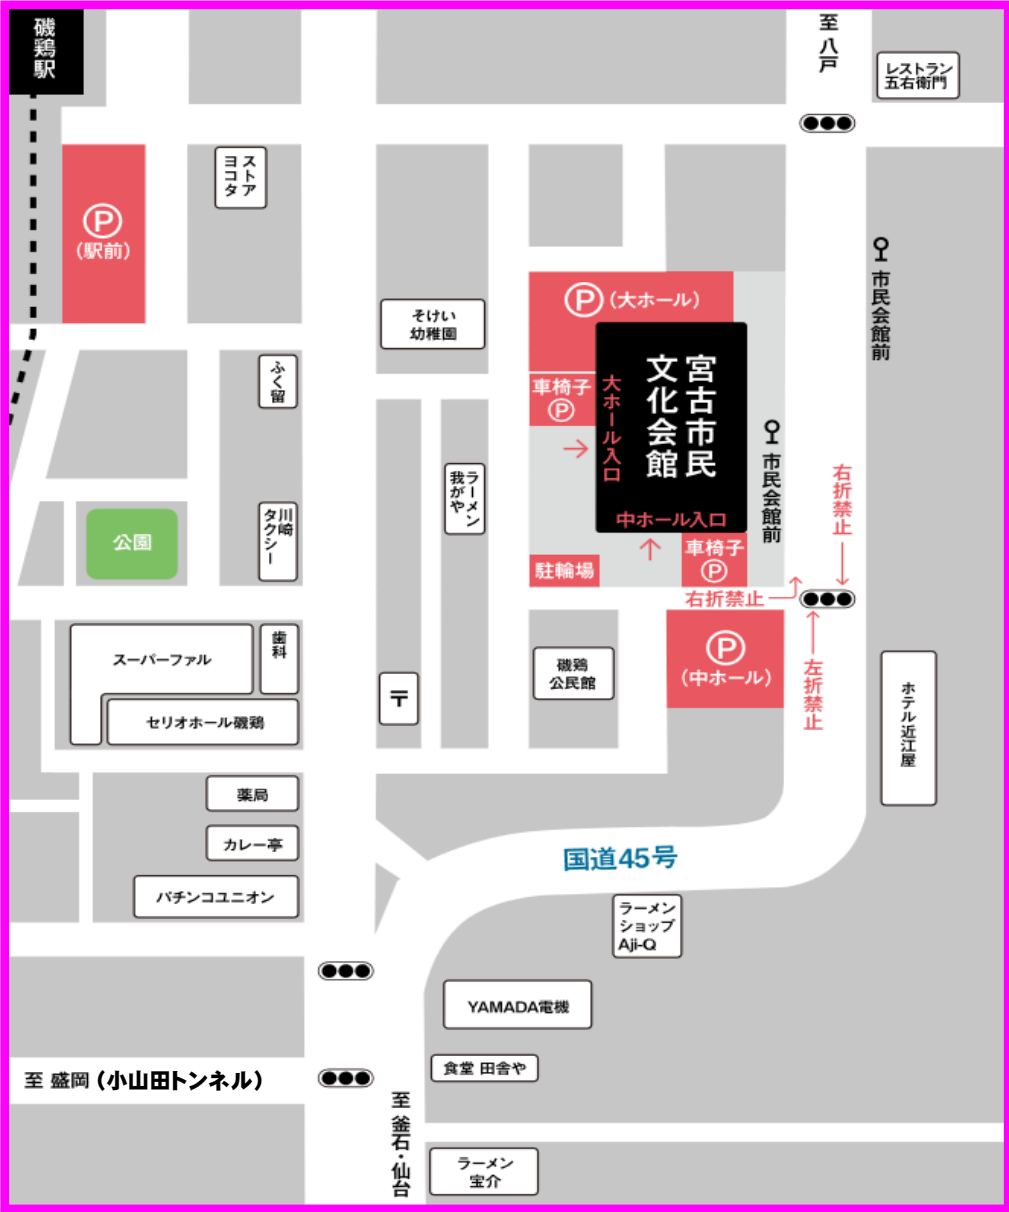 磯鶏駅
至 八戸
レストラン
五右衛門
ストア
ヨコタ
P
(駅前)
市民会館前
P(大ホール)
そけい
幼稚園
宮古市民
文化会館
大ホール入口
中ホール入口
車椅子
P
ふく留
市民会館前
右折禁止
ラーメン
我がや
川崎
タクシー
公園
車椅子
P
駐輪場
右折禁止
P
(中ホール)
左折禁止
スーパーファル
歯科
セリオホール磯鶏
〒
磯鶏
公民館
ホテル近江屋
薬局
カレー亭
パチンコユニオン
国道45号
ラーメン
ショップ
Aji-Q
YAMADA電機
食堂 田舎や
至 盛岡(小山田トンネル)
至 釜石・仙台
ラーメン
宝介